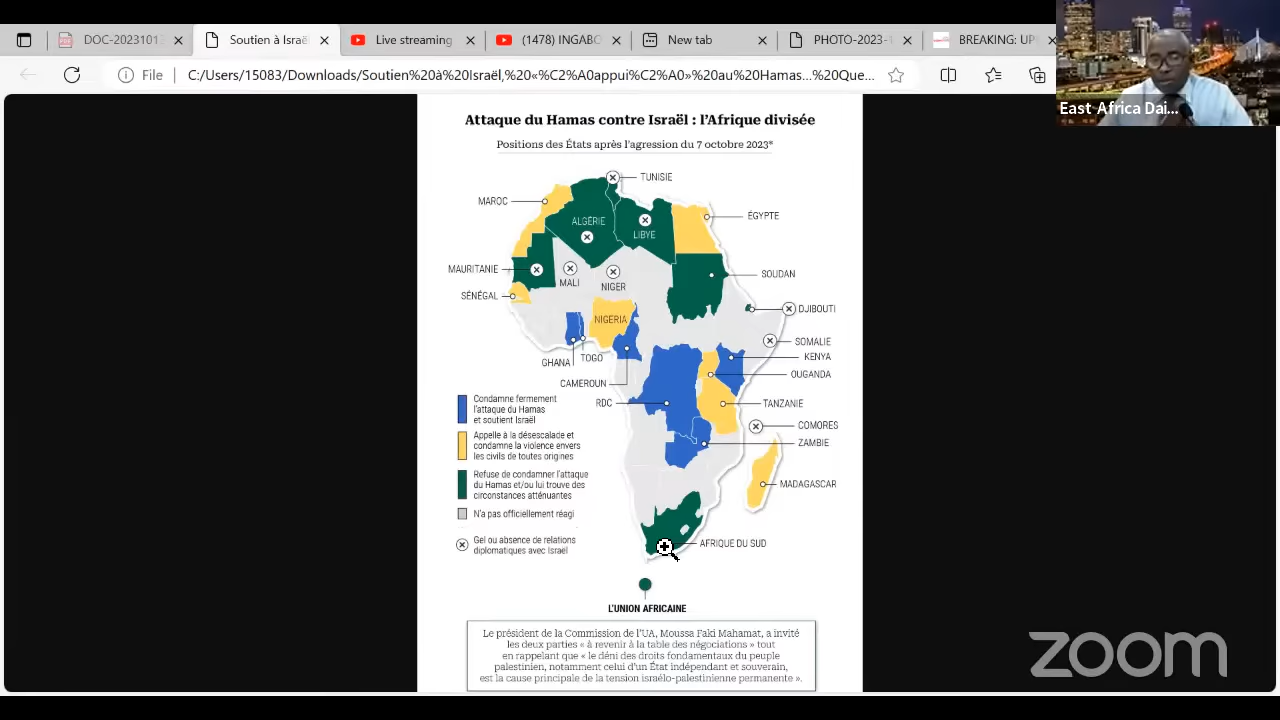 DOC-20231012
Soutien à Israë
Live streaming
(1478) INGABO
New tab
PHOTO-2023-1
BREAKING: UP
File
C:/Users/15083/Downloads/Soutien%20à%20Israël,%20«%C2%A0appui%C2%A0»%20au%20Hamas...%20Que...
East Africa Dai...
Attaque du Hamas contre Israël : l'Afrique divisée
Positions des États après l'agression du 7 octobre 2023*
TUNISIE
MAROC
ALGÉRIE
LIBYE
ÉGYPTE
MAURITANIE
MALI
NIGER
SOUDAN
SÉNÉGAL
DJIBOUTI
NIGERIA
SOMALIE
GHANA
TOGO
KENYA
OUGANDA
CAMEROUN
RDC
TANZANIE
COMORES
ZAMBIE
MADAGASCAR
AFRIQUE DU SUD
Condamne fermement
l'attaque du Hamas
et soutient Israël
Appelle à la désescalade et
condamne la violence envers
les civils de toutes origines
Refuse de condamner l'attaque
du Hamas et/ou lui trouve des
circonstances atténuantes
N'a pas officiellement réagi
Gel ou absence de relations
diplomatiques avec Israël
L'UNION AFRICAINE
Le président de la Commission de l'UA, Moussa Faki Mahamat, a invité
les deux parties « à revenir à la table des négociations » tout
en rappelant que « le déni des droits fondamentaux du peuple
palestinien, notamment celui d'un État indépendant et souverain,
est la cause principale de la tension israélo-palestinienne permanente ».
zoom